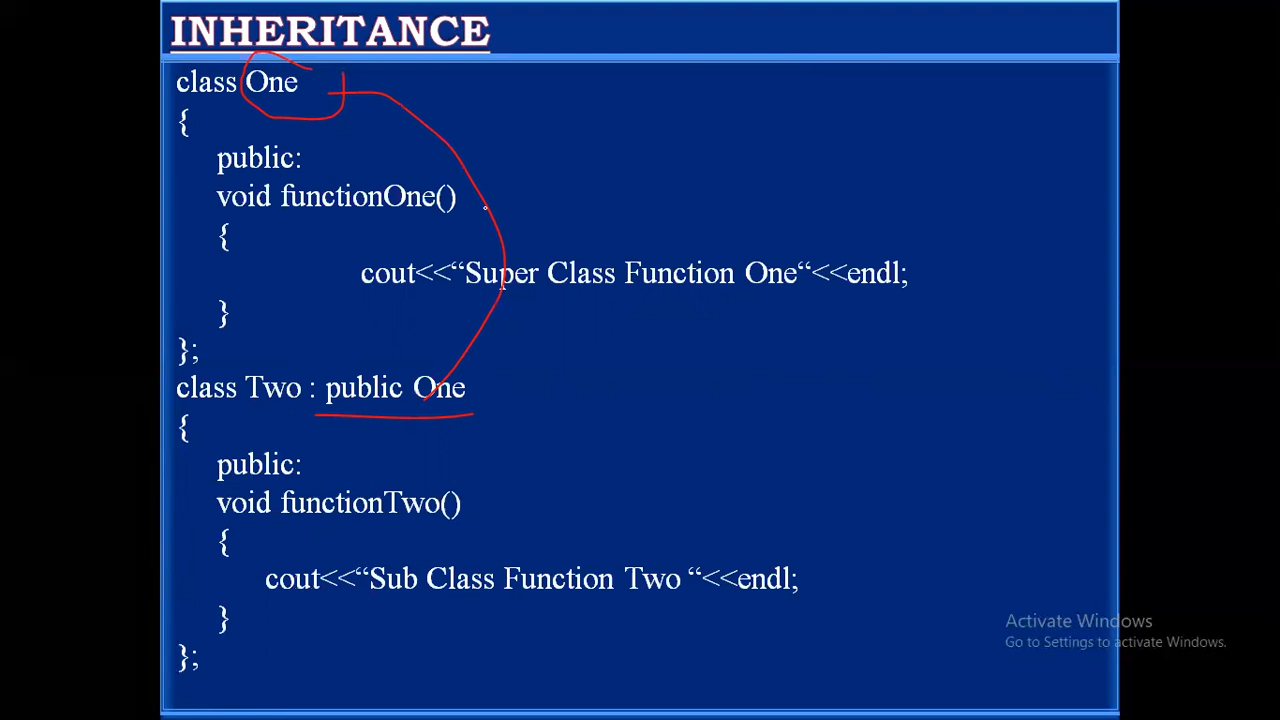 INHERITANCE
class One
{
public:
void functionOne()
{
cout<<“Super Class Function One“<<endl;
}
};
class Two : public One
{
public:
void functionTwo()
{
cout<<“Sub Class Function Two “<<endl;
}
};
Activate Windows
Go to Settings to activate Windows.